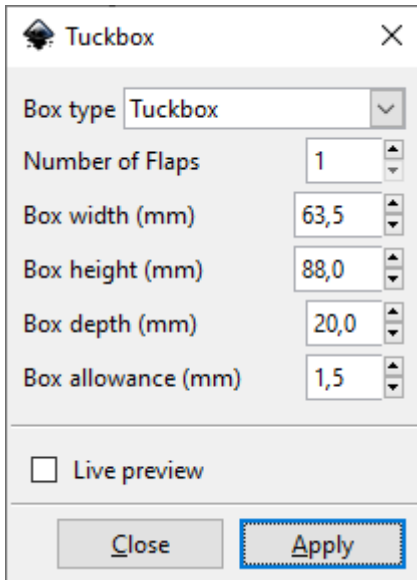 Tuckbox
Box type Tuckbox
Number of Flaps 1
Box width (mm) 63,5
Box height (mm) 88,0
Box depth (mm) 20,0
Box allowance (mm) 1,5
Live preview
Close Apply